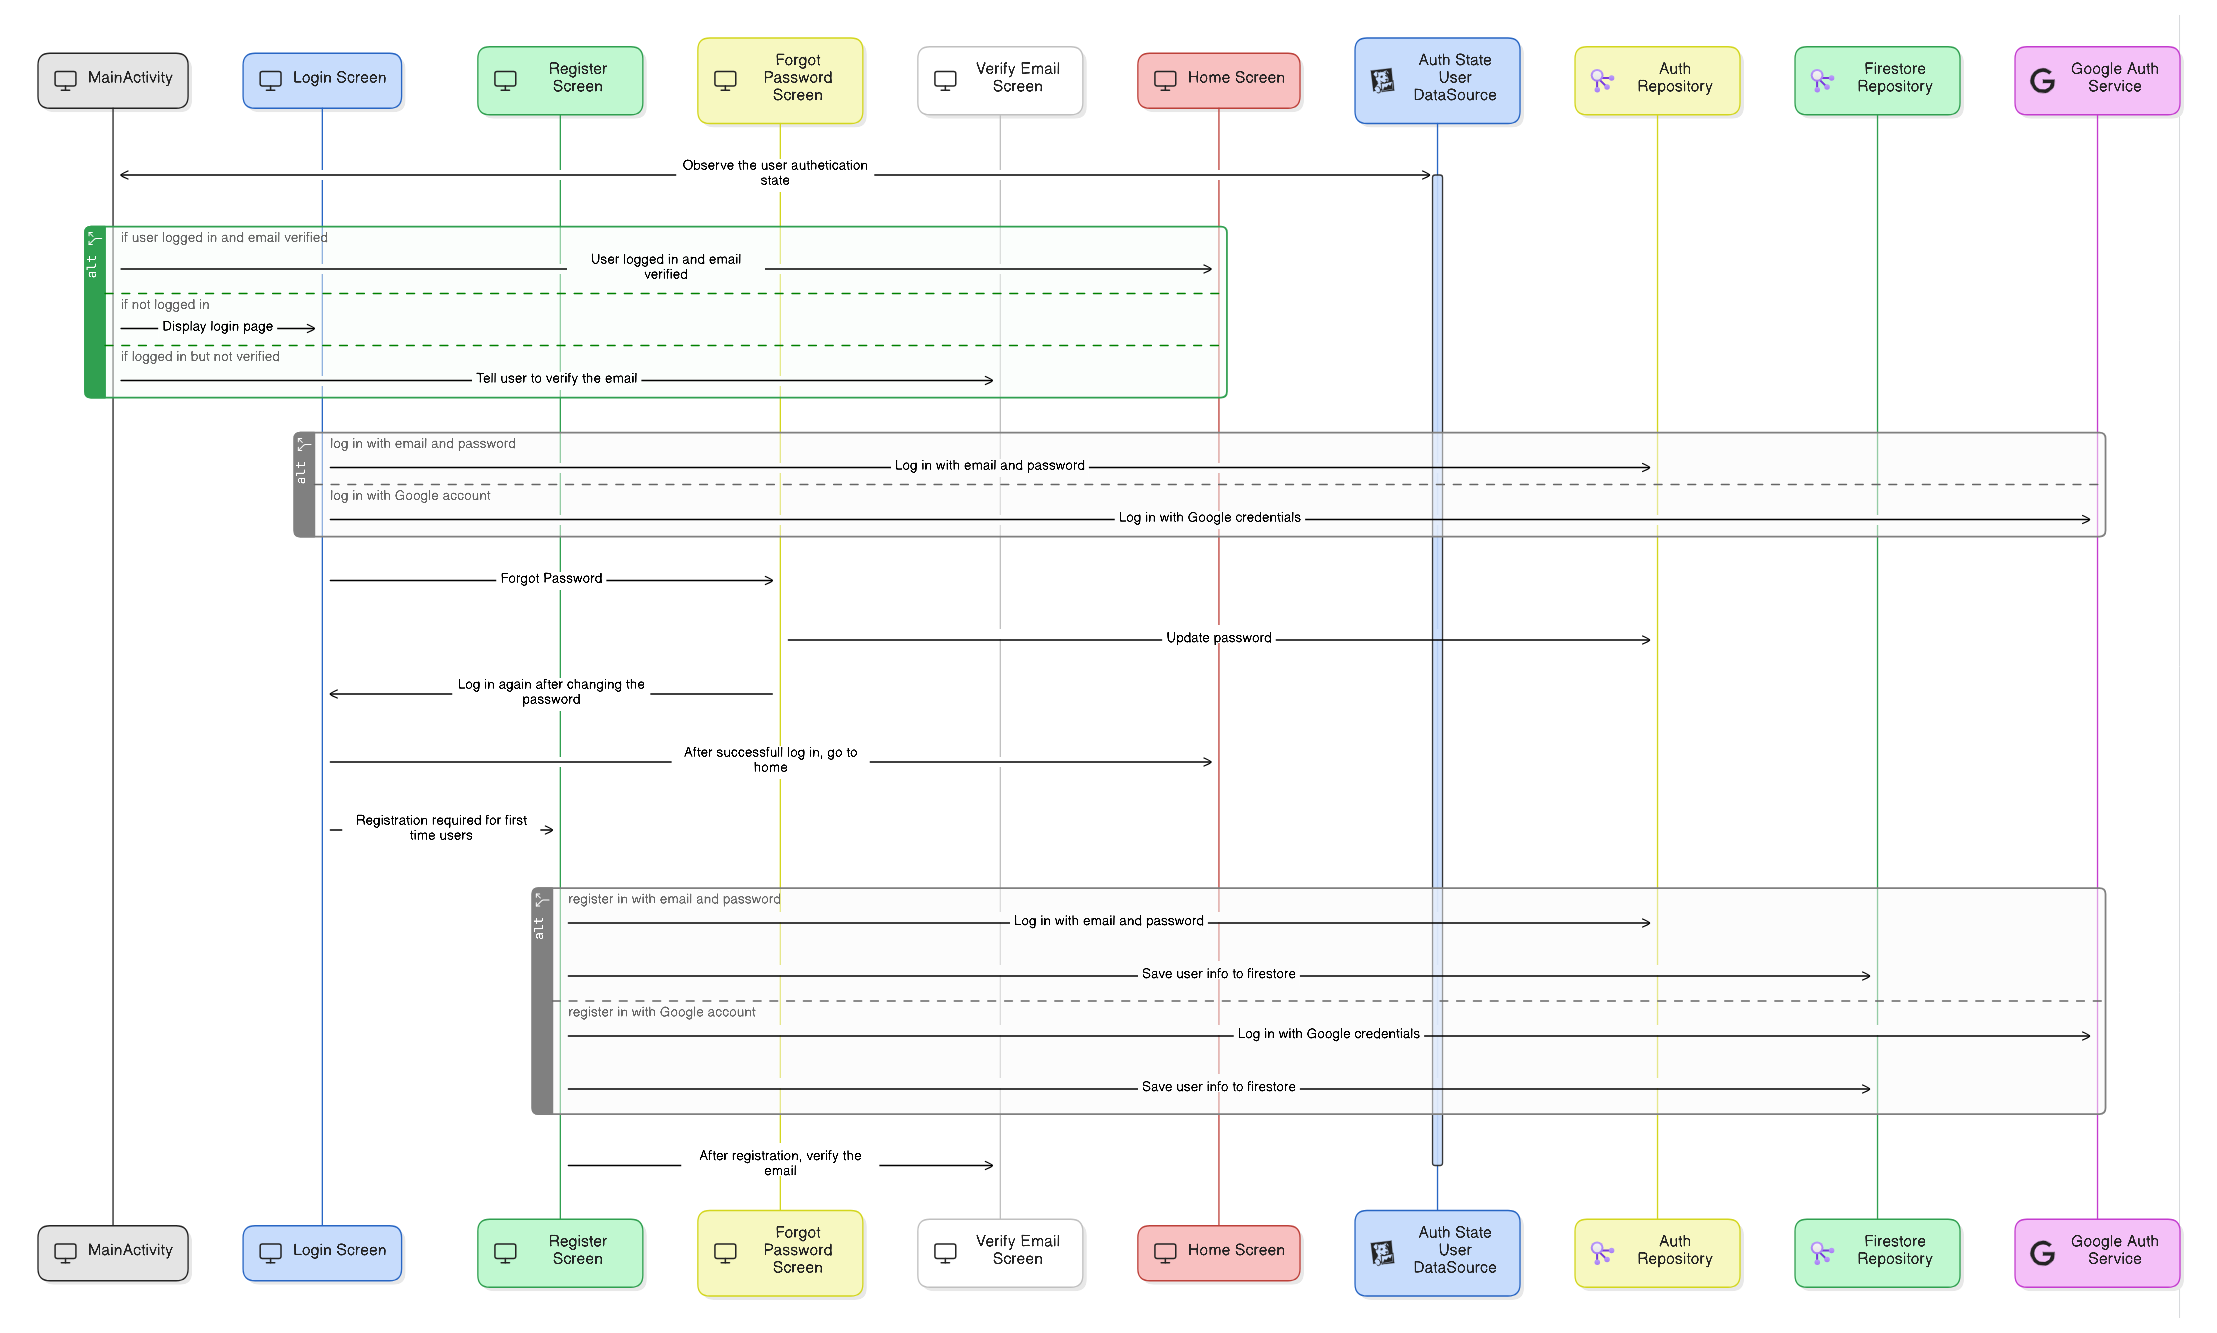 MainActivity
Login Screen
Register
Screen
Forgot
Password
Screen
Verify Email
Screen
Home Screen
Auth State
User
DataSource
Auth
Repository
Firestore
Repository
Google Auth
Service
Observe the user authetication
state
alt
if user logged in and email verified
User logged in and email
verified
if not logged in
Display login page
if logged in but not verified
Tell user to verify the email
alt
log in with email and password
Log in with email and password
log in with Google account
Log in with Google credentials
Forgot Password
Update password
Log in again after changing the
password
After successfull log in, go to
home
Registration required for first
time users
alt
register in with email and password
Log in with email and password
Save user info to firestore
register in with Google account
Log in with Google credentials
Save user info to firestore
After registration, verify the
email
MainActivity
Login Screen
Register
Screen
Forgot
Password
Screen
Verify Email
Screen
Home Screen
Auth State
User
DataSource
Auth
Repository
Firestore
Repository
Google Auth
Service